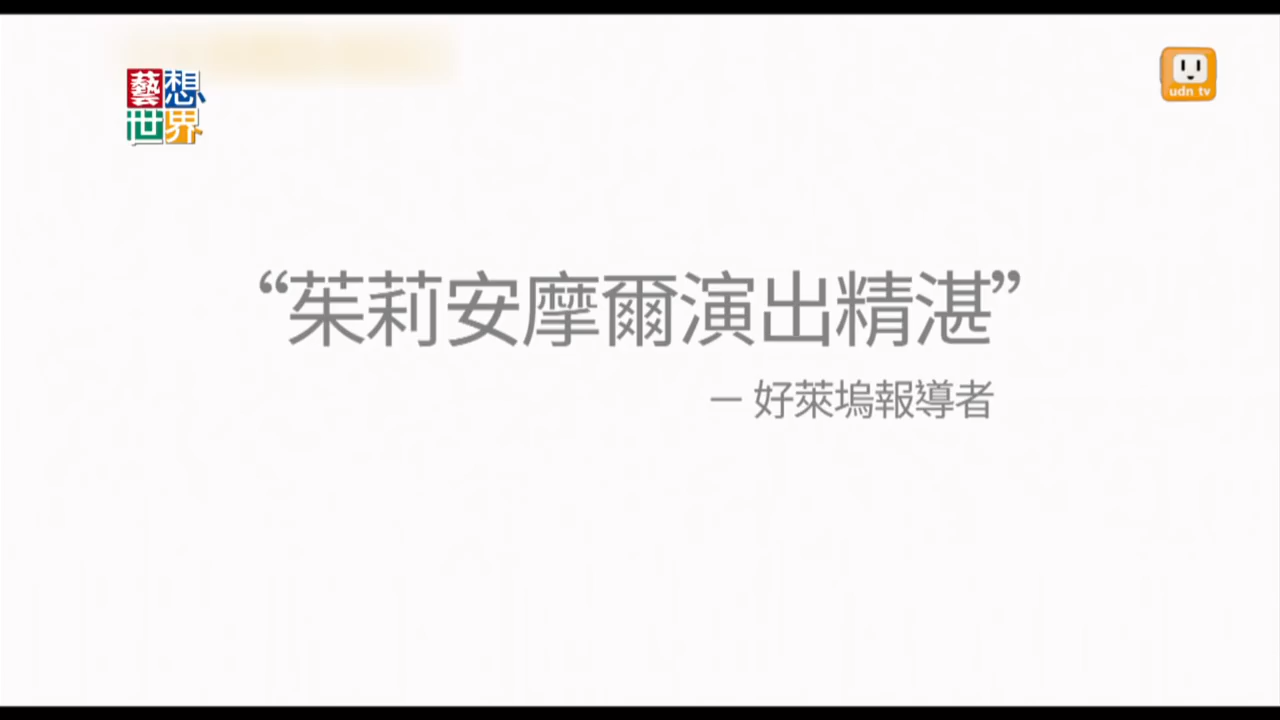 藝想
世界
udn tv
“茱莉安摩爾演出精湛”
— 好萊塢報導者